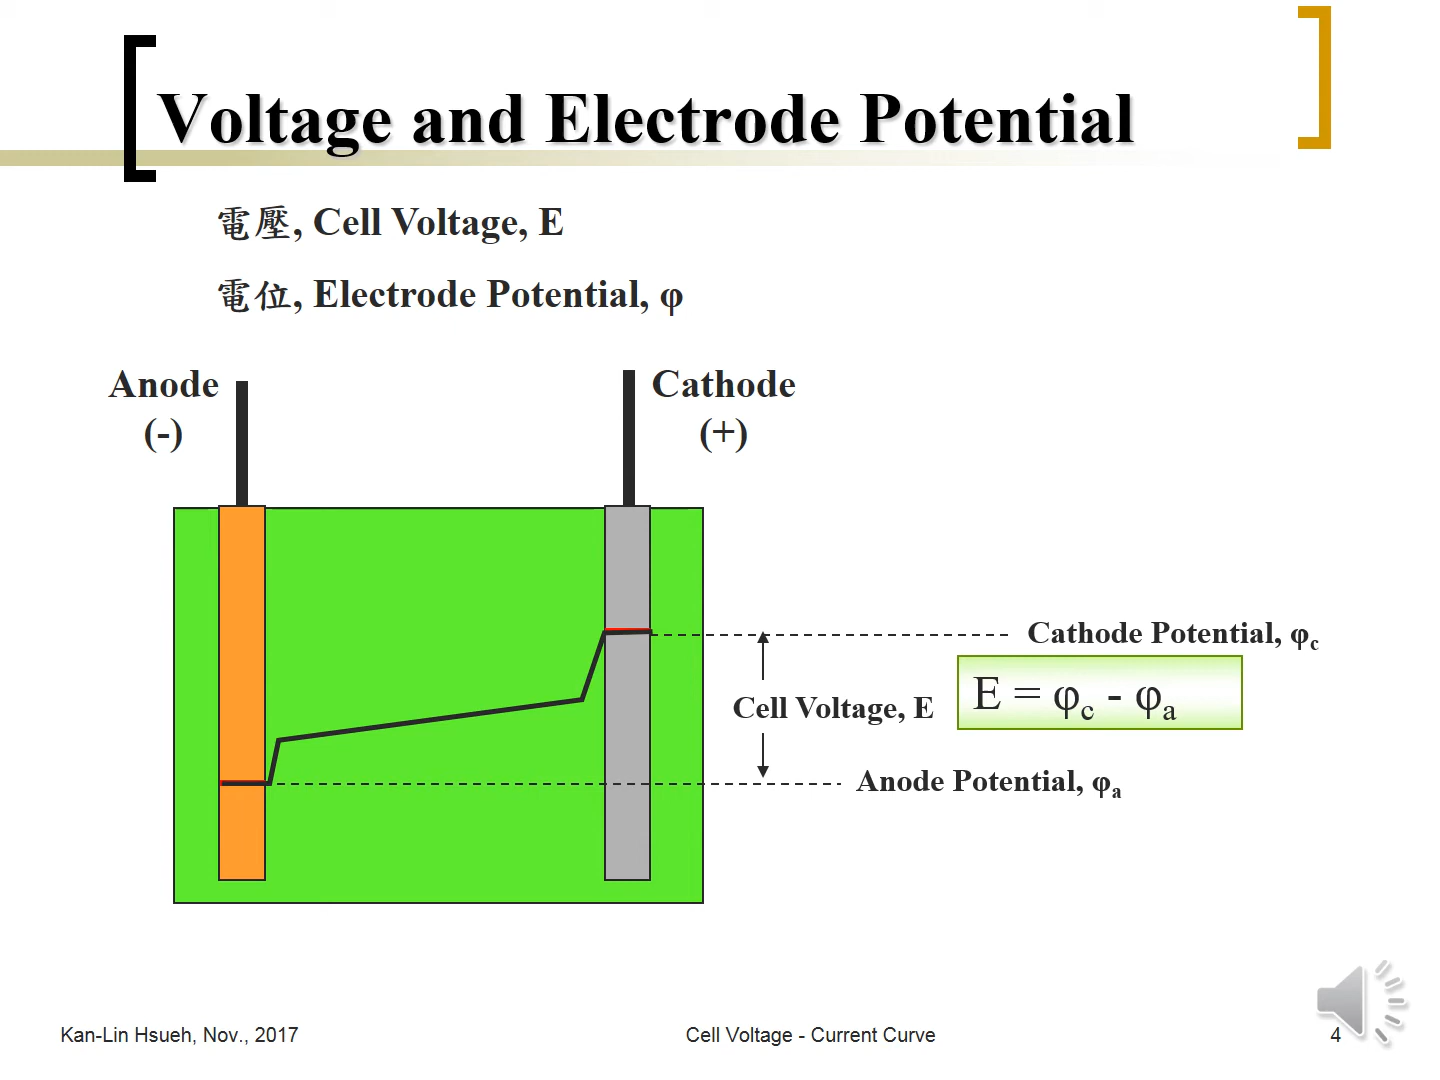 Voltage and Electrode Potential
電壓, Cell Voltage, E
電位, Electrode Potential, φ
Anode
(-)
Cathode
(+)
Cathode Potential, φc
E = φc - φa
Cell Voltage, E
Anode Potential, φa
Kan-Lin Hsueh, Nov., 2017
Cell Voltage - Current Curve
4